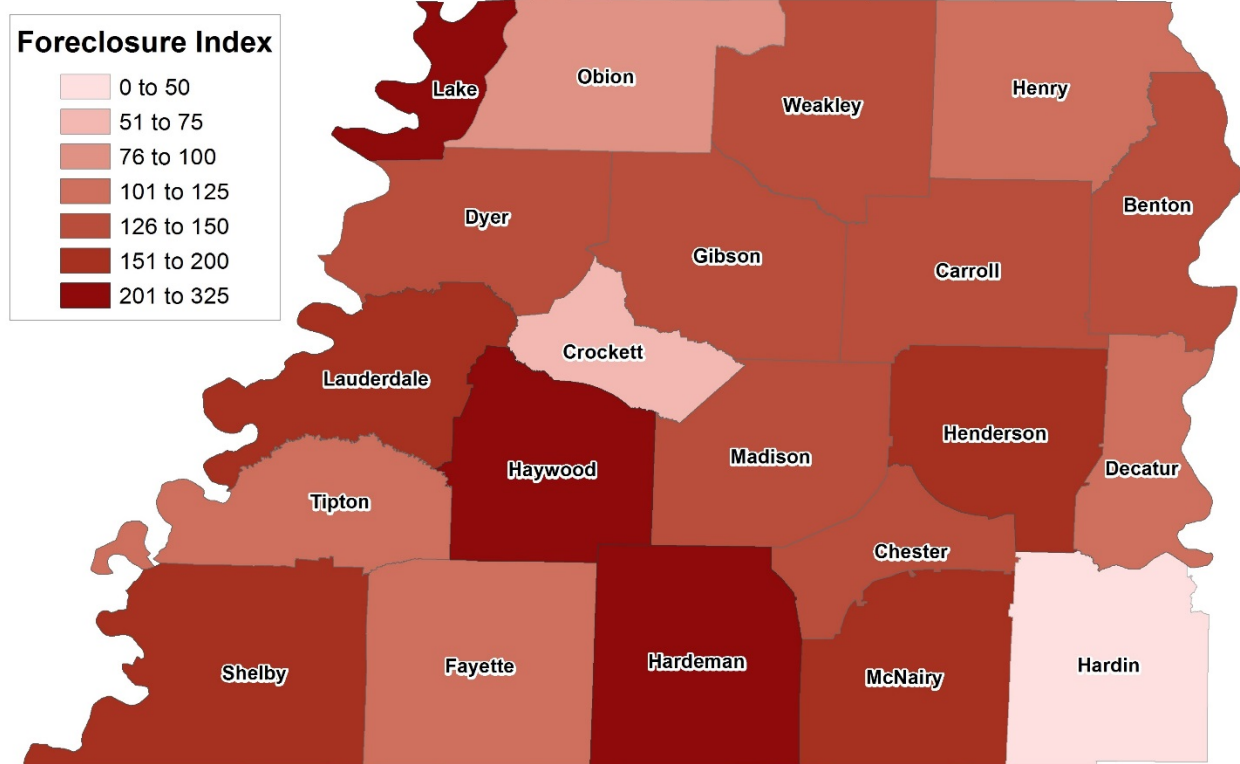 Foreclosure Index
0 to 50
51 to 75
76 to 100
101 to 125
126 to 150
151 to 200
201 to 325
Lake
Obion
Weakley
Henry
Benton
Dyer
Gibson
Carroll
Crockett
Lauderdale
Haywood
Madison
Henderson
Decatur
Tipton
Chester
Shelby
Fayette
Hardeman
McNairy
Hardin